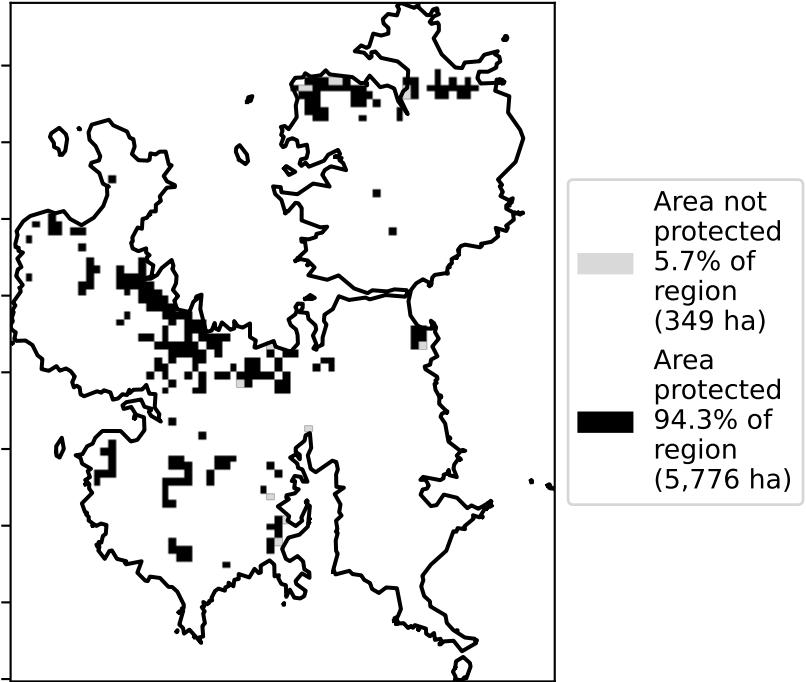 Area not
protected
5.7% of
region
(349 ha)
Area
protected
94.3% of
region
(5,776 ha)